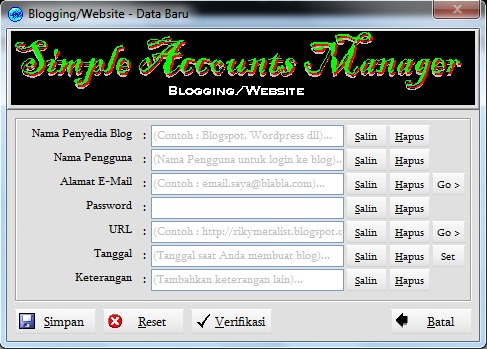 Blogging/Website - Data Baru
Simple Accounts Manager
Blogging/Website
Nama Penyedia Blog : (Contoh : Blogspot, Wordpress dll)... Salin Hapus
Nama Pengguna : (Nama Pengguna untuk login ke blog)... Salin Hapus
Alamat E-Mail : (Contoh : email.saya@blabla.com)... Salin Hapus Go >
Password : Salin Hapus
URL : (Contoh : http://rikymetalist.blogspot.c Salin Hapus Go >
Tanggal : (Tanggal saat Anda membuat blog)... Salin Hapus Set
Keterangan : (Tambahkan keterangan lain)... Salin Hapus
Simpan Reset Verifikasi Batal